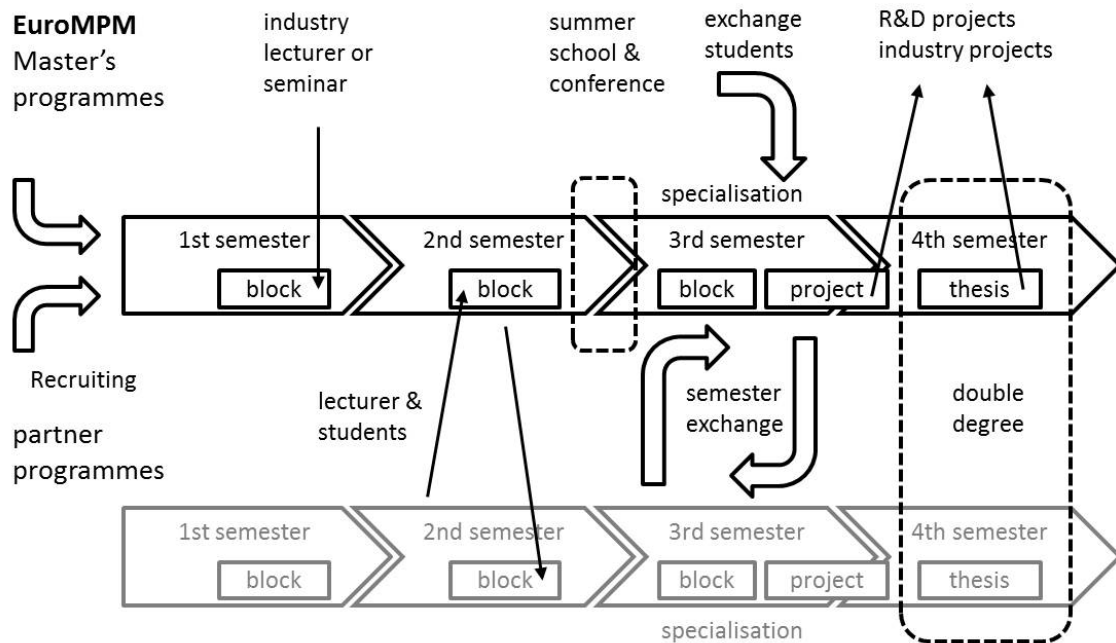 EuroMPM
Master's
programmes
industry
lecturer or
seminar
summer
school &
conference
exchange
students
R&D projects
industry projects
specialisation
1st semester
2nd semester
3rd semester
4th semester
block
block
block
project
thesis
Recruiting
partner
programmes
lecturer &
students
semester
exchange
double
degree
1st semester
2nd semester
3rd semester
4th semester
block
block
block
project
thesis
specialisation